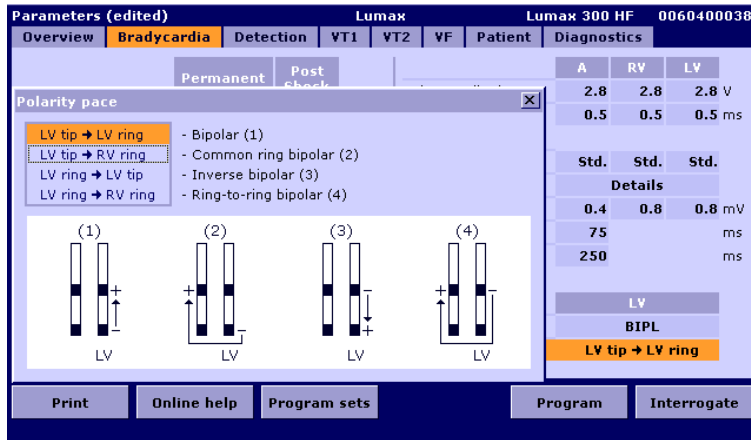 Parameters (edited) Lumax Lumax 300 HF 0060400038
Overview Bradycardia Detection VT1 VT2 VF Patient Diagnostics
Permanent Post
A RV LV
2.8 2.8 2.8 V
Polarity pace
0.5 0.5 0.5 ms
LV tip → LV ring - Bipolar (1)
LV tip → RV ring - Common ring bipolar (2)
LV ring → LV tip - Inverse bipolar (3)
LV ring → RV ring - Ring-to-ring bipolar (4)
Std. Std. Std.
Details
0.4 0.8 0.8 mV
75 ms
250 ms
(1) (2) (3) (4)
+ + - +
- - + -
LV LV LV LV
LV
BIPL
LV tip → LV ring
Print Online help Program sets Program Interrogate